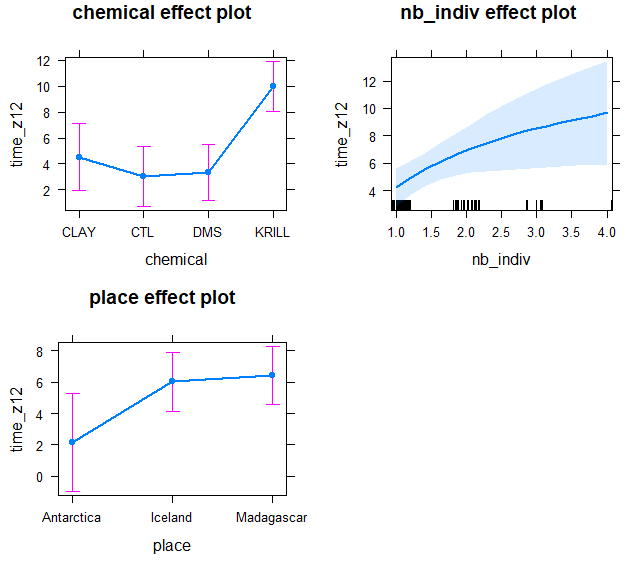 chemical effect plot
time_z12
12
10
8
6
4
2
CLAY CTL DMS KRILL
chemical
nb_indiv effect plot
time_z12
12
10
8
6
4
1.0 1.5 2.0 2.5 3.0 3.5 4.0
nb_indiv
place effect plot
time_z12
8
6
4
2
0
Antarctica Iceland Madagascar
place